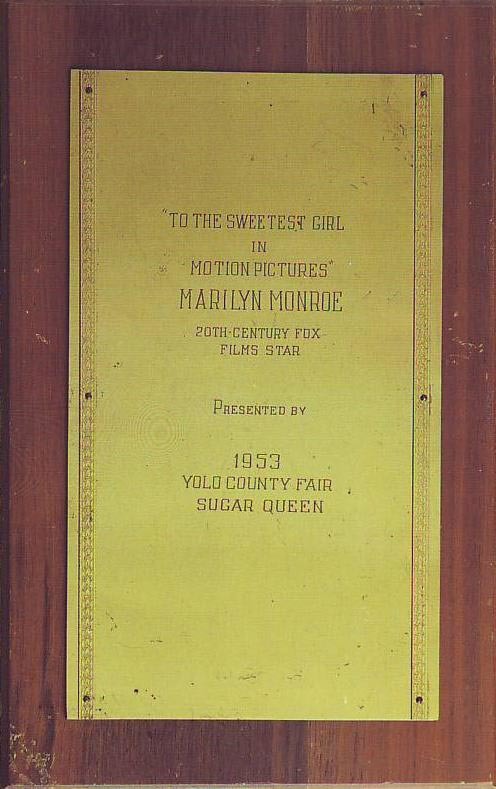 "TO THE SWEETEST GIRL
IN
MOTION PICTURES"
MARILYN MONROE
20TH-CENTURY FOX
FILMS STAR
PRESENTED BY
1953
YOLO COUNTY FAIR
SUGAR QUEEN